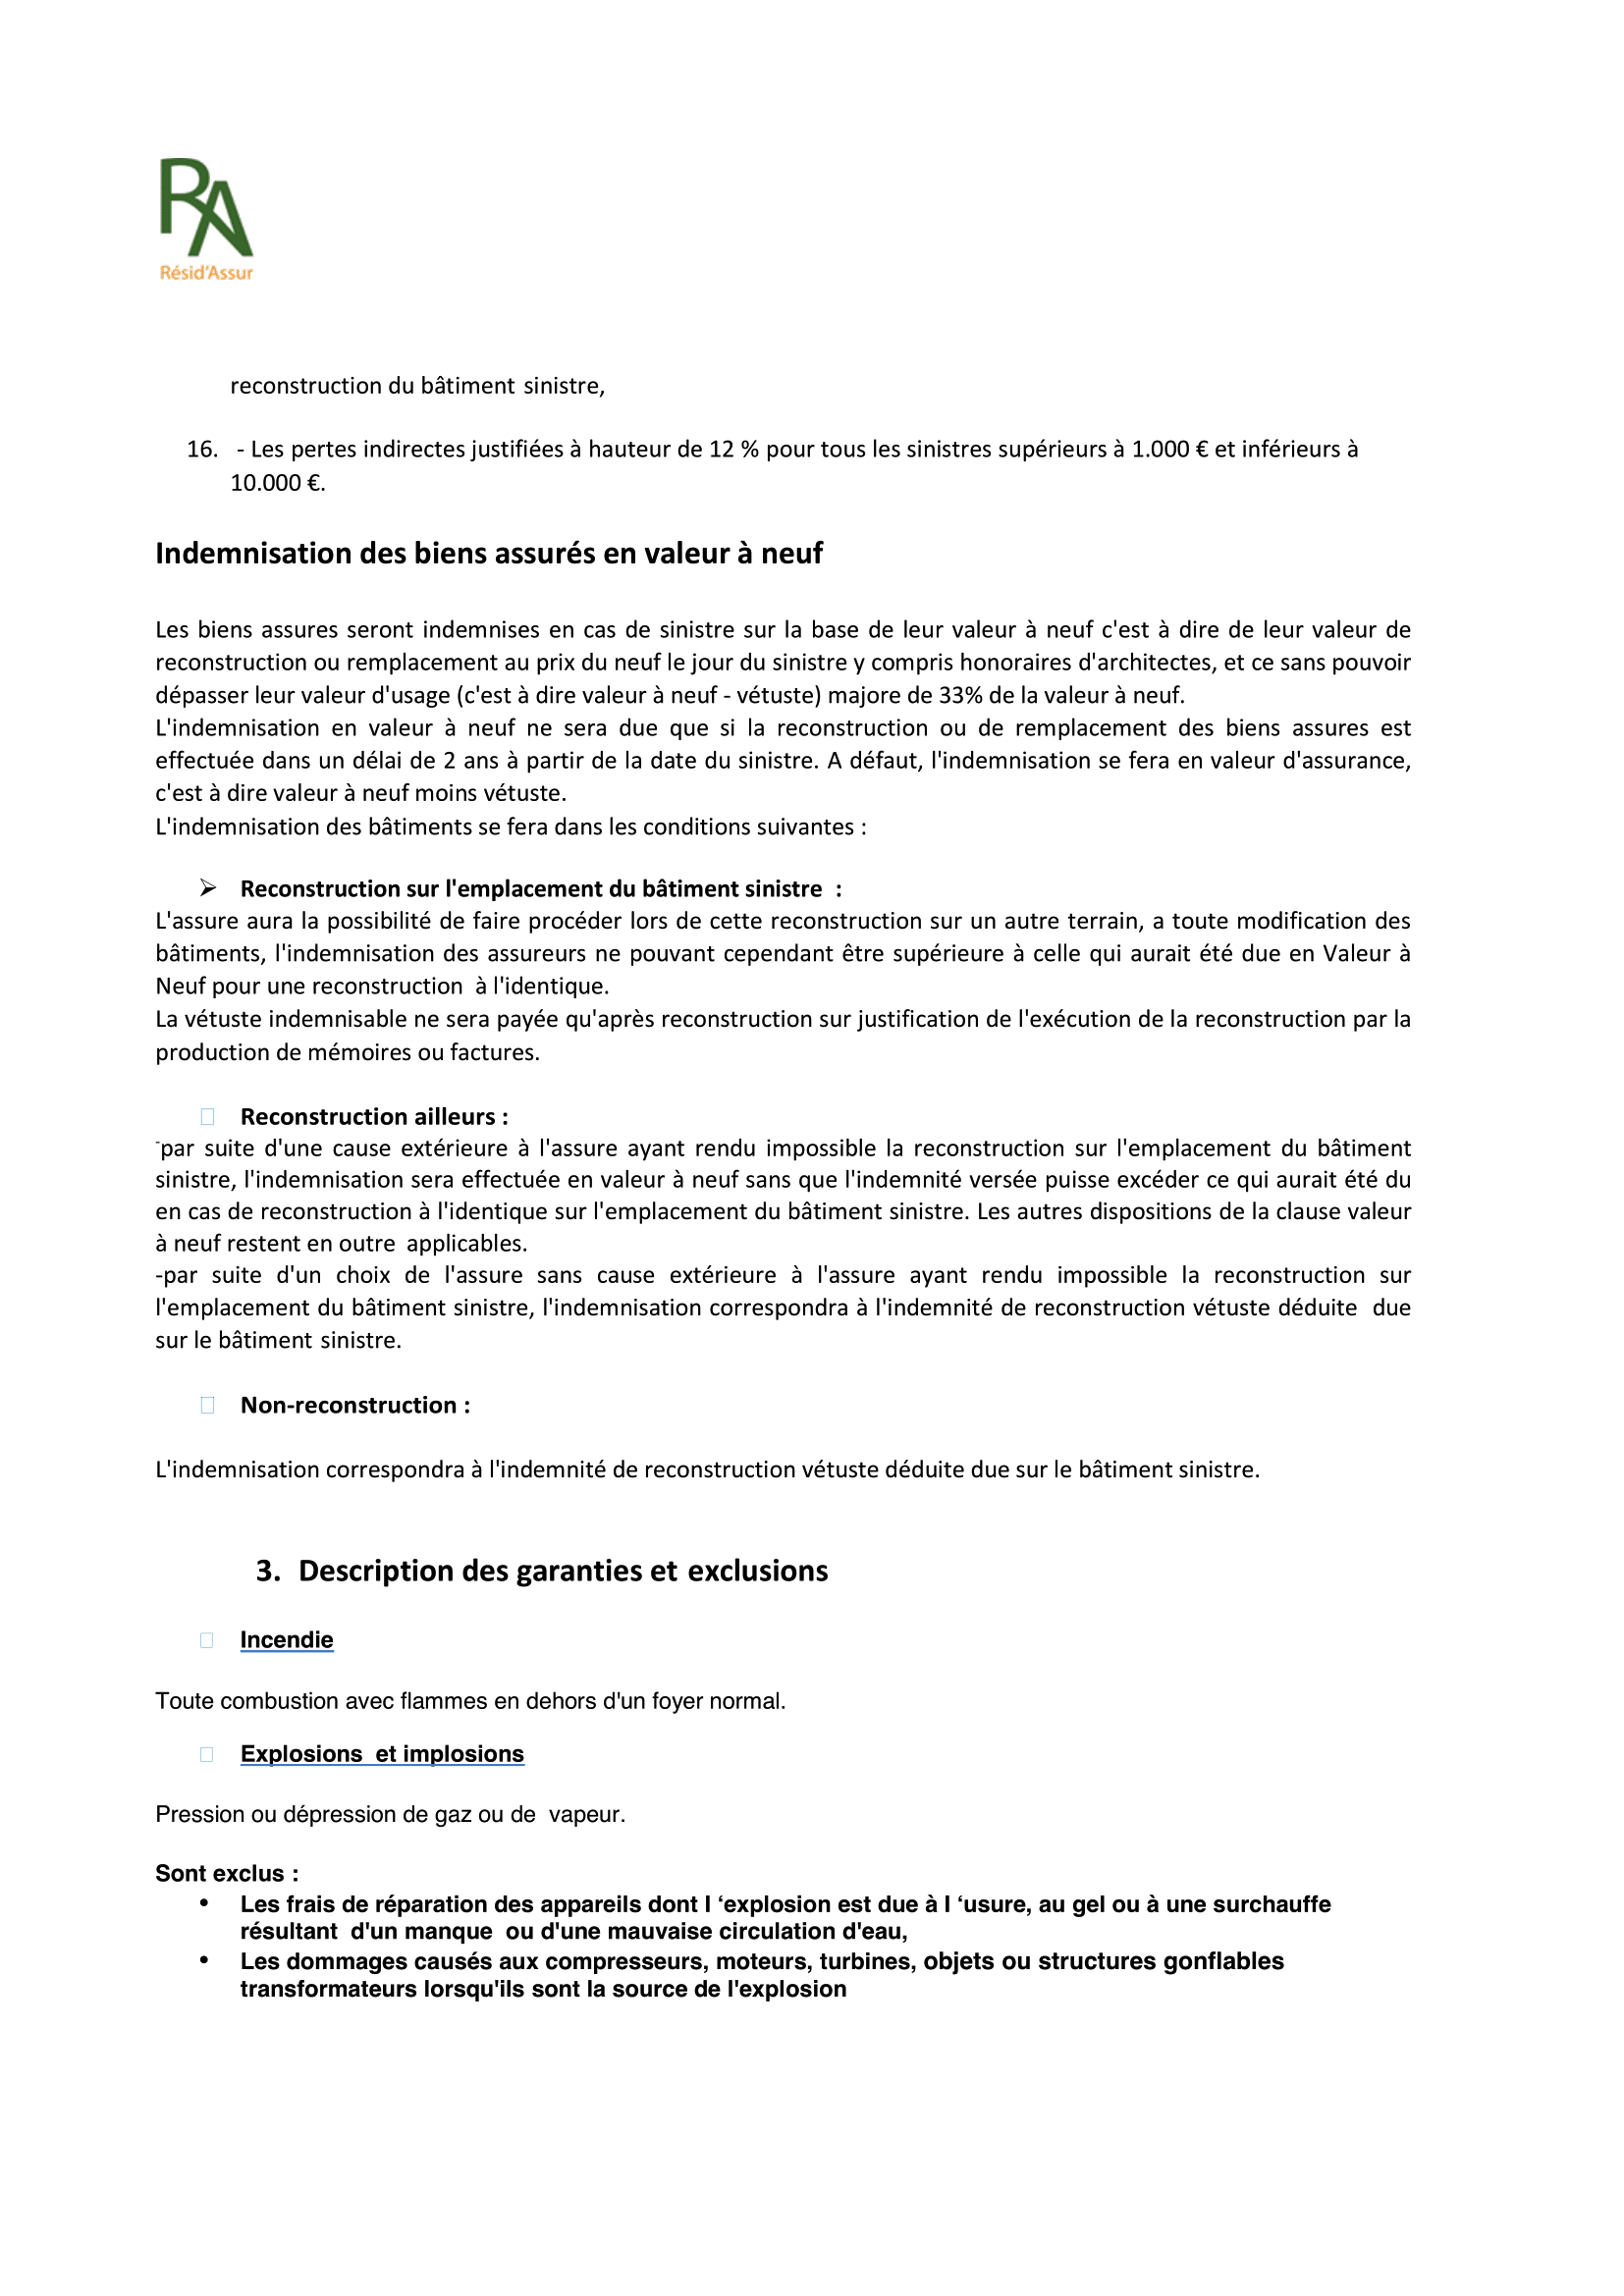 RA
Résid'Assur
reconstruction du bâtiment sinistre,
16. - Les pertes indirectes justifiées à hauteur de 12 % pour tous les sinistres supérieurs à 1.000 € et inférieurs à
10.000 €.
Indemnisation des biens assurés en valeur à neuf
Les biens assures seront indemnises en cas de sinistre sur la base de leur valeur à neuf c'est à dire de leur valeur de
reconstruction ou remplacement au prix du neuf le jour du sinistre y compris honoraires d'architectes, et ce sans pouvoir
dépasser leur valeur d'usage (c'est à dire valeur à neuf - vétuste) majore de 33% de la valeur à neuf.
L'indemnisation en valeur à neuf ne sera due que si la reconstruction ou de remplacement des biens assures est
effectuée dans un délai de 2 ans à partir de la date du sinistre. A défaut, l'indemnisation se fera en valeur d'assurance,
c'est à dire valeur à neuf moins vétuste.
L'indemnisation des bâtiments se fera dans les conditions suivantes :
➢ Reconstruction sur l'emplacement du bâtiment sinistre :
L'assure aura la possibilité de faire procéder lors de cette reconstruction sur un autre terrain, a toute modification des
bâtiments, l'indemnisation des assureurs ne pouvant cependant être supérieure à celle qui aurait été due en Valeur à
Neuf pour une reconstruction à l'identique.
La vétuste indemnisable ne sera payée qu'après reconstruction sur justification de l'exécution de la reconstruction par la
production de mémoires ou factures.
Reconstruction ailleurs :
-par suite d'une cause extérieure à l'assure ayant rendu impossible la reconstruction sur l'emplacement du bâtiment
sinistre, l'indemnisation sera effectuée en valeur à neuf sans que l'indemnité versée puisse excéder ce qui aurait été du
en cas de reconstruction à l'identique sur l'emplacement du bâtiment sinistre. Les autres dispositions de la clause valeur
à neuf restent en outre applicables.
-par suite d'un choix de l'assure sans cause extérieure à l'assure ayant rendu impossible la reconstruction sur
l'emplacement du bâtiment sinistre, l'indemnisation correspondra à l'indemnité de reconstruction vétuste déduite due
sur le bâtiment sinistre.
Non-reconstruction :
L'indemnisation correspondra à l'indemnité de reconstruction vétuste déduite due sur le bâtiment sinistre.
3. Description des garanties et exclusions
Incendie
Toute combustion avec flammes en dehors d'un foyer normal.
Explosions et implosions
Pression ou dépression de gaz ou de vapeur.
Sont exclus :
• Les frais de réparation des appareils dont l ‘explosion est due à l ‘usure, au gel ou à une surchauffe
résultant d'un manque ou d'une mauvaise circulation d'eau,
• Les dommages causés aux compresseurs, moteurs, turbines, objets ou structures gonflables
transformateurs lorsqu'ils sont la source de l'explosion